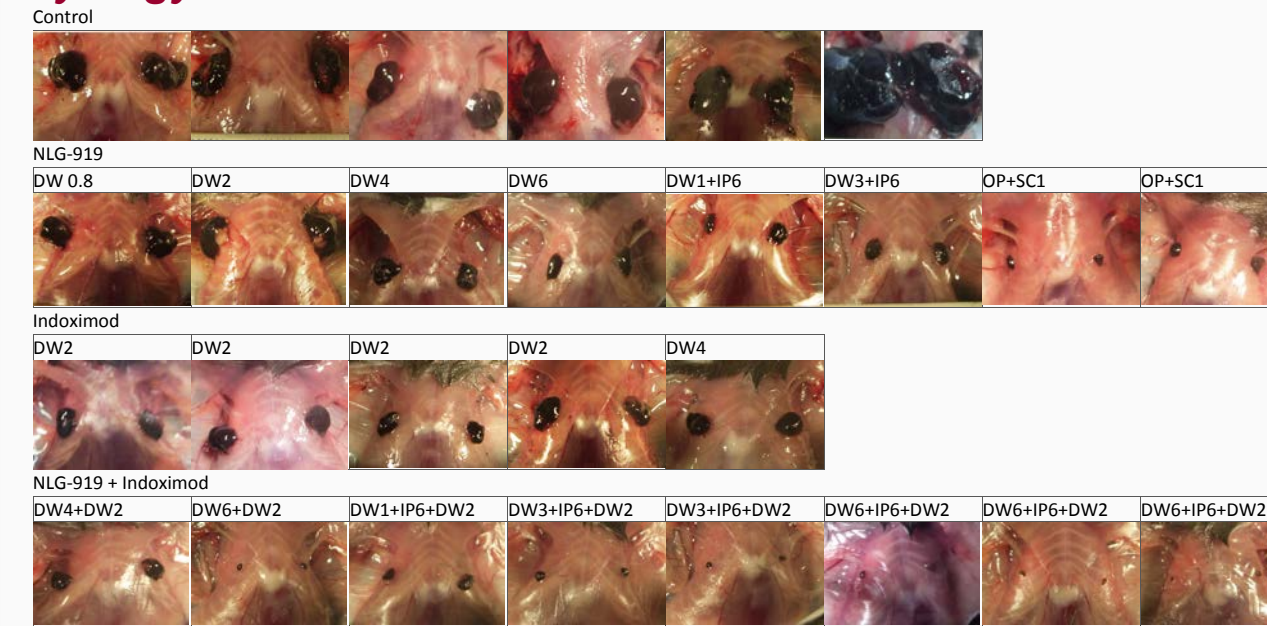 Control
NLG-919
DW 0.8 DW2 DW4 DW6 DW1+IP6 DW3+IP6 OP+SC1 OP+SC1
Indoximod
DW2 DW2 DW2 DW2 DW4
NLG-919 + Indoximod
DW4+DW2 DW6+DW2 DW1+IP6+DW2 DW3+IP6+DW2 DW3+IP6+DW2 DW6+IP6+DW2 DW6+IP6+DW2 DW6+IP6+DW2